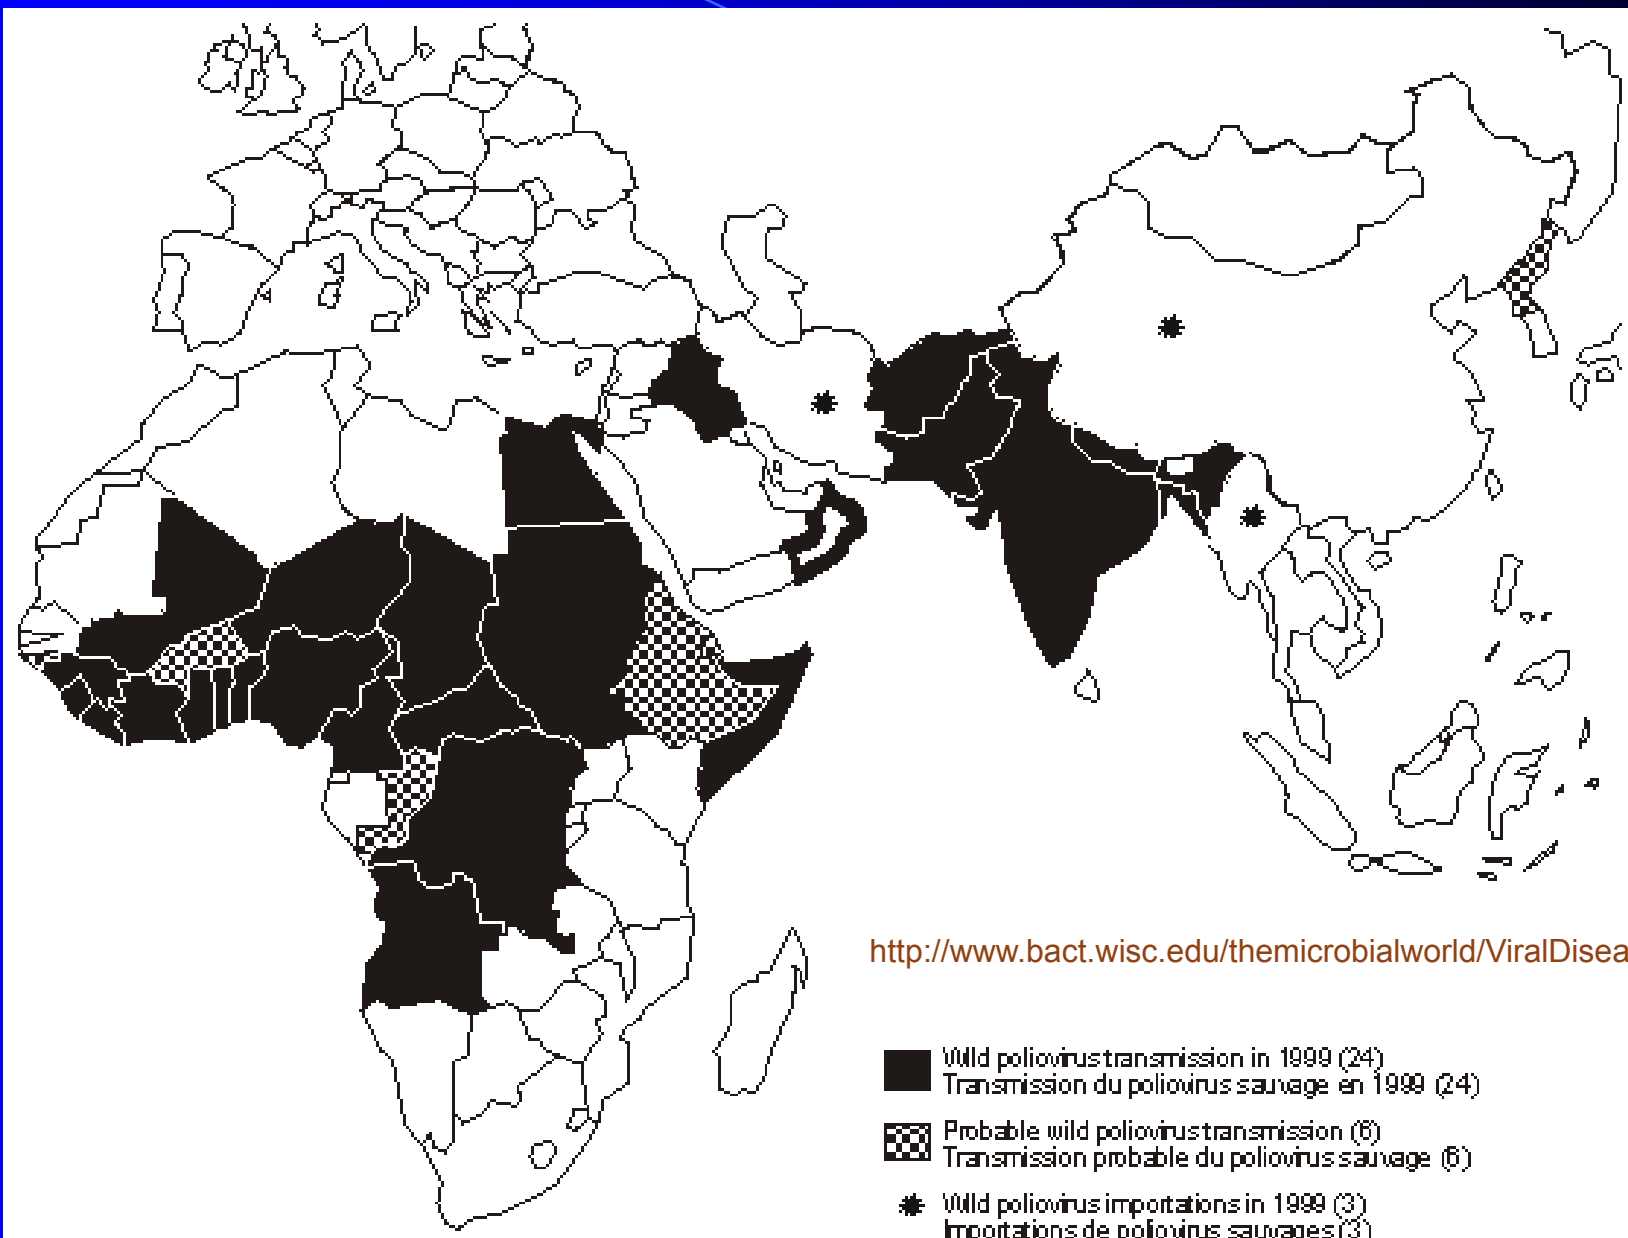 http://www.bact.wisc.edu/themicrobialworld/ViralDisea
Wild poliovirus transmission in 1999 (24)
Transmission du poliovirus sauvage en 1999 (24)
Probable wild poliovirus transmission (6)
Transmission probable du poliovirus sauvage (6)
Wild poliovirus importations in 1999 (3)
Importations de poliovirus sauvages (3)